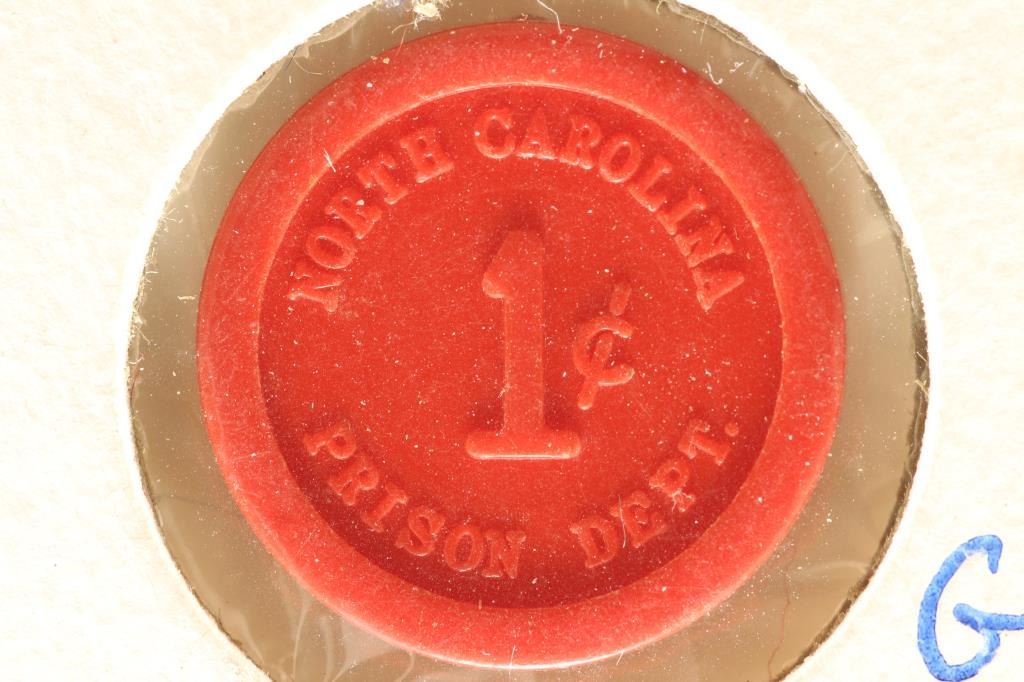 NORTH CAROLINA
1¢
PRISON DEPT.
G